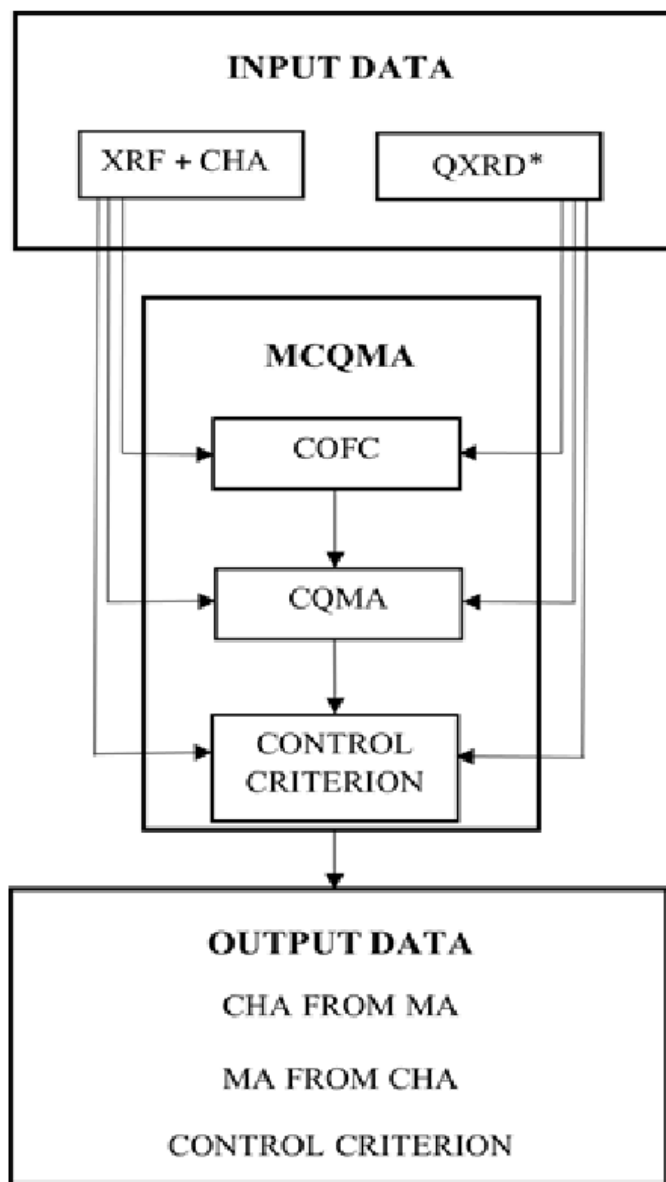 INPUT DATA
XRF + CHA
QXRD*
MCQMA
COFC
CQMA
CONTROL
CRITERION
OUTPUT DATA
CHA FROM MA
MA FROM CHA
CONTROL CRITERION